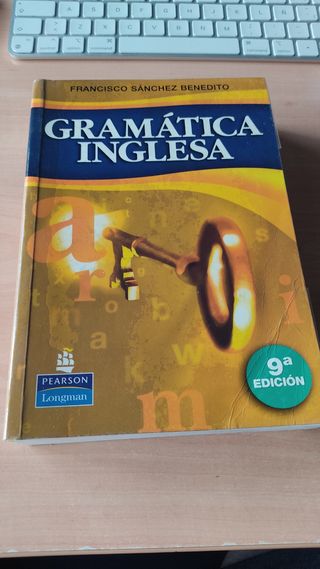 FRANCISCO SÁNCHEZ BENEDITO
GRAMÁTICA
INGLESA
9ª
EDICIÓN
PEARSON
Longman